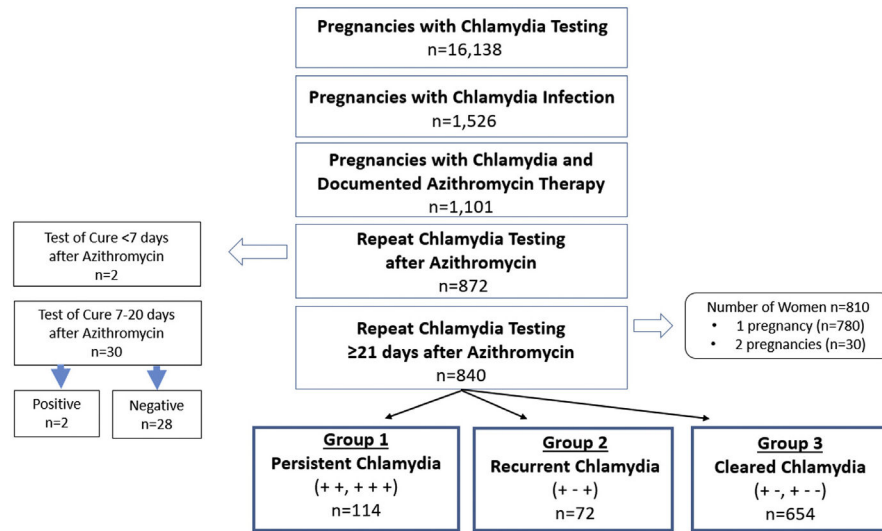 Pregnancies with Chlamydia Testing
n=16,138
Pregnancies with Chlamydia Infection
n=1,526
Pregnancies with Chlamydia and
Documented Azithromycin Therapy
n=1,101
Repeat Chlamydia Testing
after Azithromycin
n=872
Test of Cure <7 days
after Azithromycin
n=2
Test of Cure 7-20 days
after Azithromycin
n=30
Positive
n=2
Negative
n=28
Repeat Chlamydia Testing
≥21 days after Azithromycin
n=840
Number of Women n=810
• 1 pregnancy (n=780)
• 2 pregnancies (n=30)
Group 1
Persistent Chlamydia
(+ +, + + +)
n=114
Group 2
Recurrent Chlamydia
(+ - +)
n=72
Group 3
Cleared Chlamydia
(+ -, + - -)
n=654